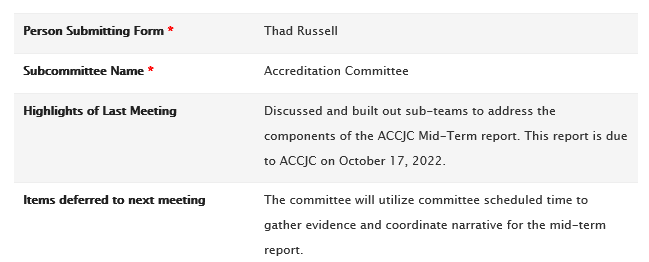 Person Submitting Form * Thad Russell
Subcommittee Name * Accreditation Committee
Highlights of Last Meeting Discussed and built out sub-teams to address the
components of the ACCJC Mid-Term report. This report is due
to ACCJC on October 17, 2022.
Items deferred to next meeting The committee will utilize committee scheduled time to
gather evidence and coordinate narrative for the mid-term
report.